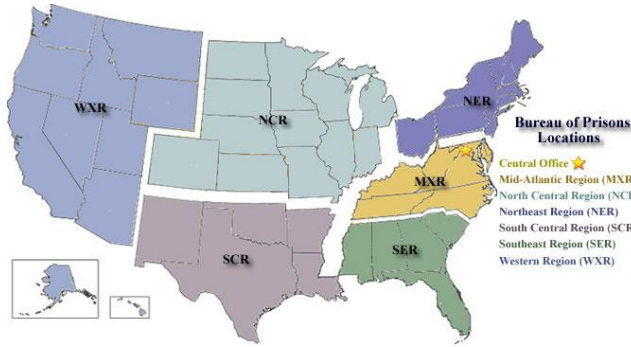 WXR
NCR
NER
MXR
SCR
SER
Bureau of Prisons
Locations
Central Office
Mid-Atlantic Region (MXR
North Central Region (NCR
Northeast Region (NER)
South Central Region (SCR
Southeast Region (SER)
Western Region (WXR)